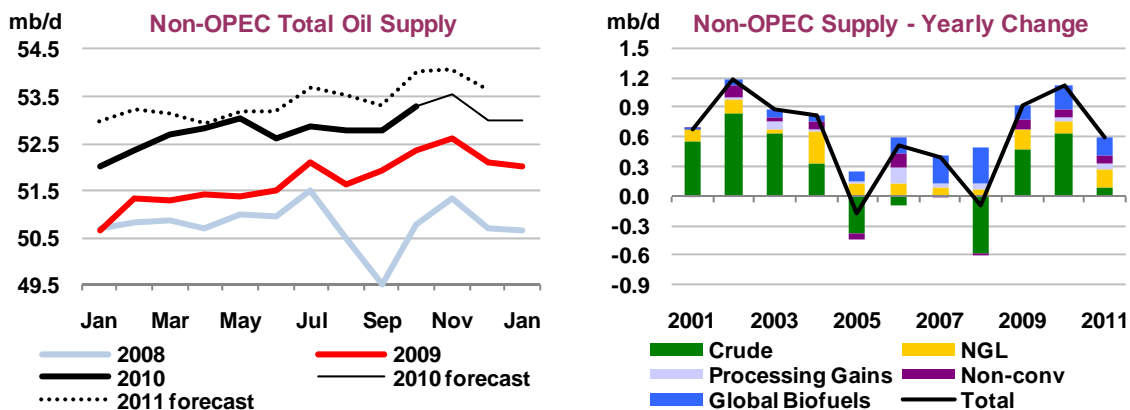 mb/d
Non-OPEC Total Oil Supply
54.5
53.5
52.5
51.5
50.5
49.5
Jan Mar May Jul Sep Nov Jan
2008
2009
2010
2010 forecast
2011 forecast
mb/d
Non-OPEC Supply - Yearly Change
1.5
1.2
0.9
0.6
0.3
0.0
-0.3
-0.6
-0.9
2001 2003 2005 2007 2009 2011
Crude
NGL
Processing Gains
Non-conv
Global Biofuels
Total